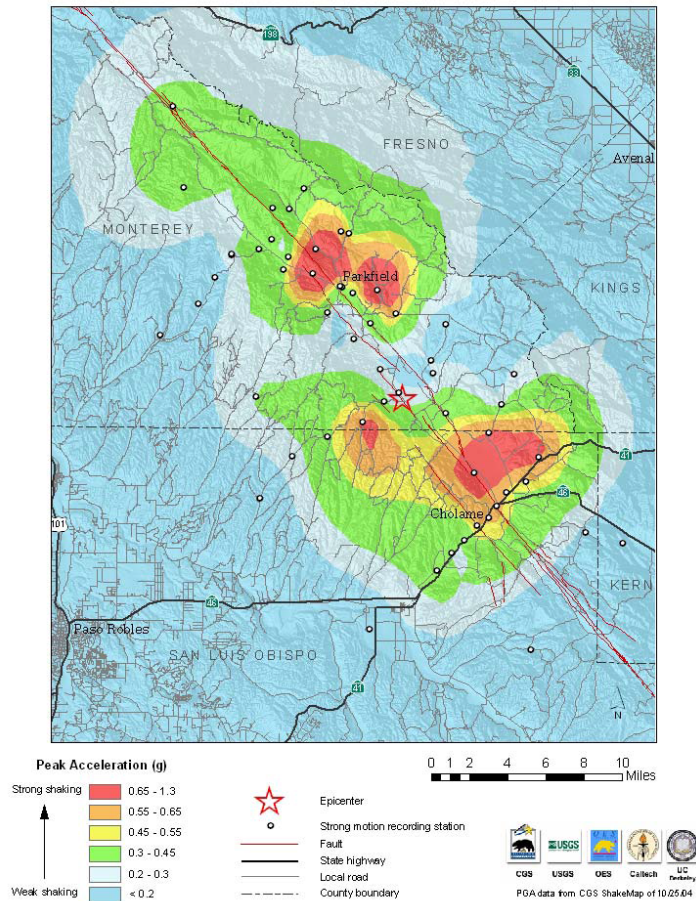 198
33
FRESNO
Avenal
MONTEREY
Parkfield
KINGS
41
46
101
Cholame
KERN
46
Paso Robles
SAN LUIS OBISPO
41
N
Peak Acceleration (g)
Strong shaking
0.65 - 1.3
0.55 - 0.65
0.45 - 0.55
0.3 - 0.45
0.2 - 0.3
Weak shaking
< 0.2
Epicenter
Strong motion recording station
Fault
State highway
Local road
County boundary
0 1 2 4 6 8 10
Miles
CGS
USGS
USGS
OES
Caltech
UC
Berkeley
PGA data from CGS ShakeMap of 10/25/04